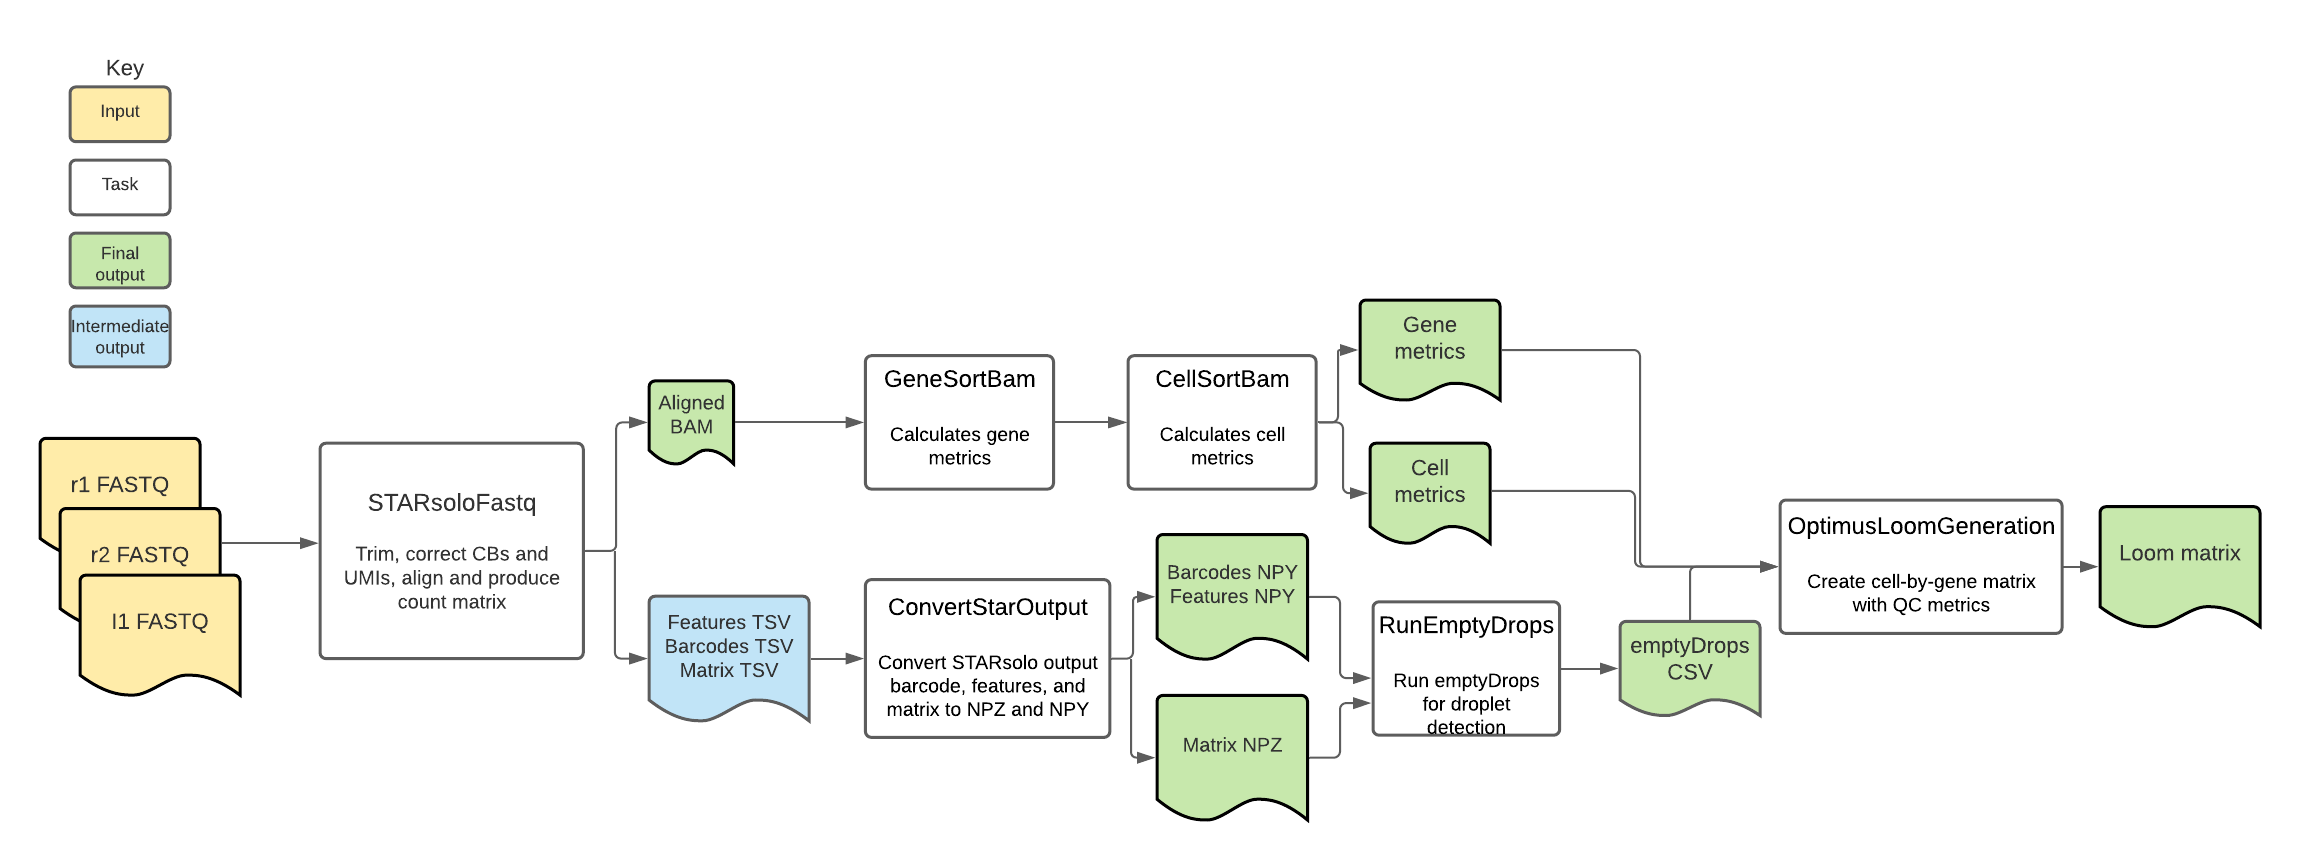 Key
Input
Task
Final
output
Intermediate
output
r1 FASTQ
r2 FASTQ
I1 FASTQ
STARsoloFastq
Trim, correct CBs and
UMIs, align and produce
count matrix
Aligned
BAM
Features TSV
Barcodes TSV
Matrix TSV
GeneSortBam
Calculates gene
metrics
CellSortBam
Calculates cell
metrics
Gene
metrics
Cell
metrics
ConvertStarOutput
Convert STARsolo output
barcode, features, and
matrix to NPZ and NPY
Barcodes NPY
Features NPY
Matrix NPZ
RunEmptyDrops
Run emptyDrops
for droplet
detection
emptyDrops
CSV
OptimusLoomGeneration
Create cell-by-gene matrix
with QC metrics
Loom matrix